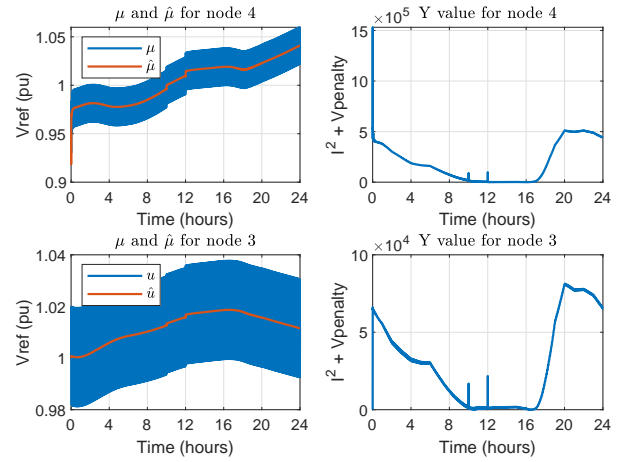 μ and μ̂ for node 4
1.05
1
0.95
0.9
Vref (pu)
μ
μ̂
0 4 8 12 16 20 24
Time (hours)
Y value for node 4
×10⁵
15
10
5
0
I² + Vpenalty
0 4 8 12 16 20 24
Time (hours)
μ and μ̂ for node 3
1.04
1.02
1
0.98
Vref (pu)
u
û
0 4 8 12 16 20 24
Time (hours)
Y value for node 3
×10⁴
10
5
0
I² + Vpenalty
0 4 8 12 16 20 24
Time (hours)